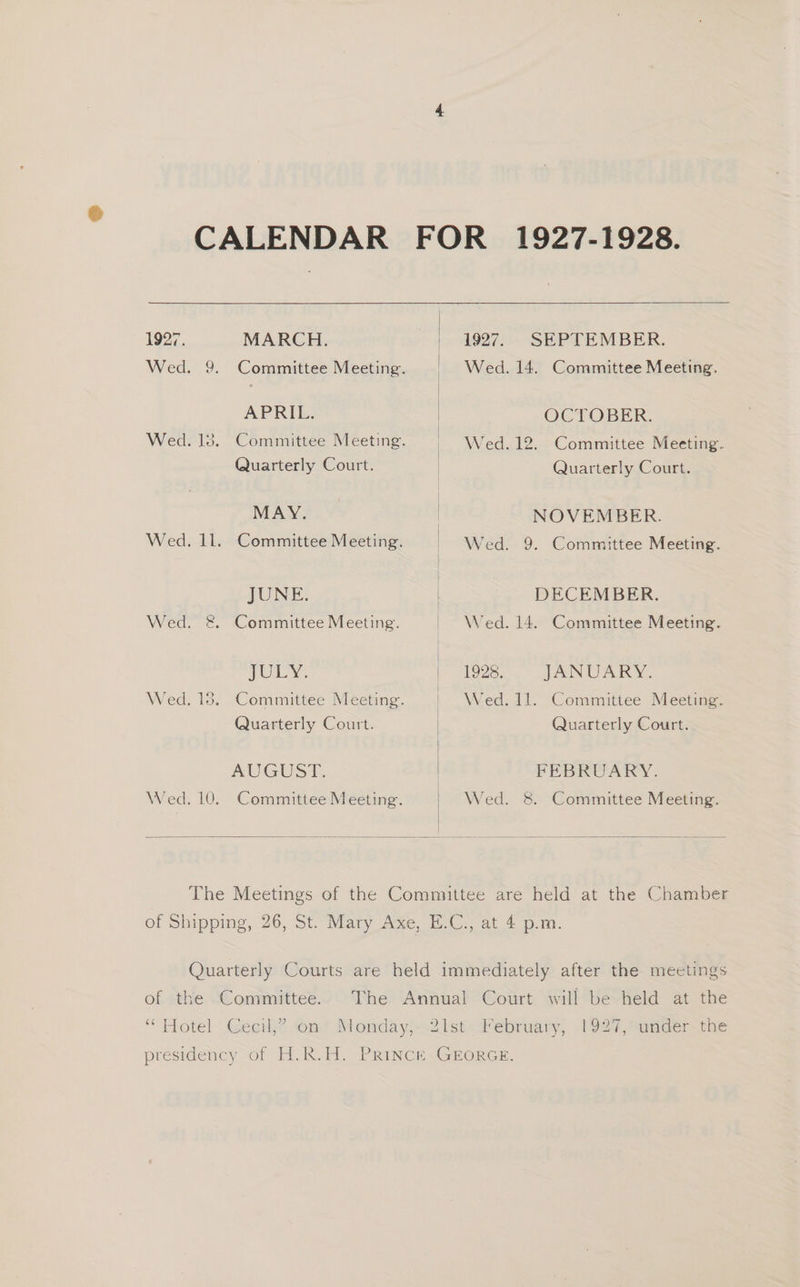 4
CALENDAR FOR 1927-1928.
1927. MARCH.
Wed. 9. Committee Meeting.
APRIL.
Wed. 13. Committee Meeting.
Quarterly Court.
MAY.
Wed. 11. Committee Meeting.
JUNE.
Wed. 8. Committee Meeting.
JULY.
Wed. 13. Committee Meeting.
Quarterly Court.
AUGUST.
Wed. 10. Committee Meeting.
1927. SEPTEMBER.
Wed. 14. Committee Meeting.
OCTOBER.
Wed. 12. Committee Meeting.
Quarterly Court.
NOVEMBER.
Wed. 9. Committee Meeting.
DECEMBER.
Wed. 14. Committee Meeting.
1928. JANUARY.
Wed. 11. Committee Meeting.
Quarterly Court.
FEBRUARY.
Wed. 8. Committee Meeting.
The Meetings of the Committee are held at the Chamber
of Shipping, 26, St. Mary Axe, E.C., at 4 p.m.
Quarterly Courts are held immediately after the meetings
of the Committee. The Annual Court will be held at the
“Hotel Cecil,” on Monday, 21st February, 1927, under the
presidency of H.R.H. PRINCE GEORGE.